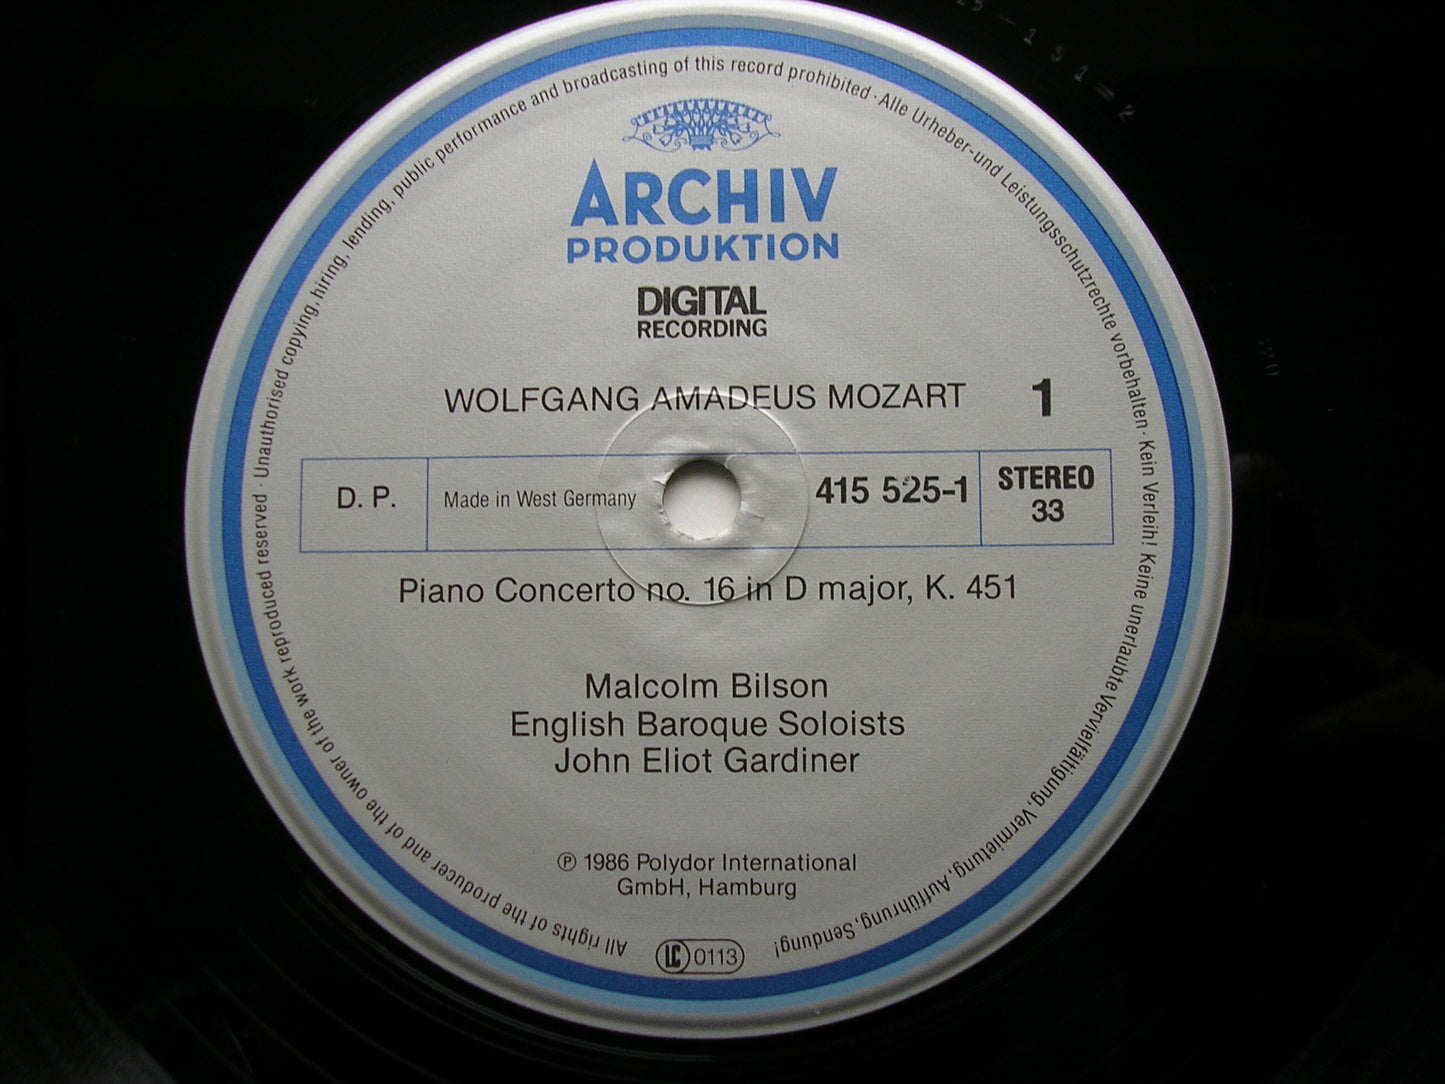 ARCHIV
PRODUKTION
DIGITAL
RECORDING
WOLFGANG AMADEUS MOZART 1
D. P. Made in West Germany 415 525-1 STEREO
33
Piano Concerto no. 16 in D major, K. 451
Malcolm Bilson
English Baroque Soloists
John Eliot Gardiner
℗ 1986 Polydor International
GmbH, Hamburg
LC 0113
All rights of the producer and of the owner of the work reproduced reserved · Unauthorised copying, hiring, lending, public performance and broadcasting of this record prohibited · Alle Urheber-und Leistungsschutzrechte vorbehalten · Kein Verleih! Keine unerlaubte Vervielfältigung, Vermietung, Aufführung, Sendung!